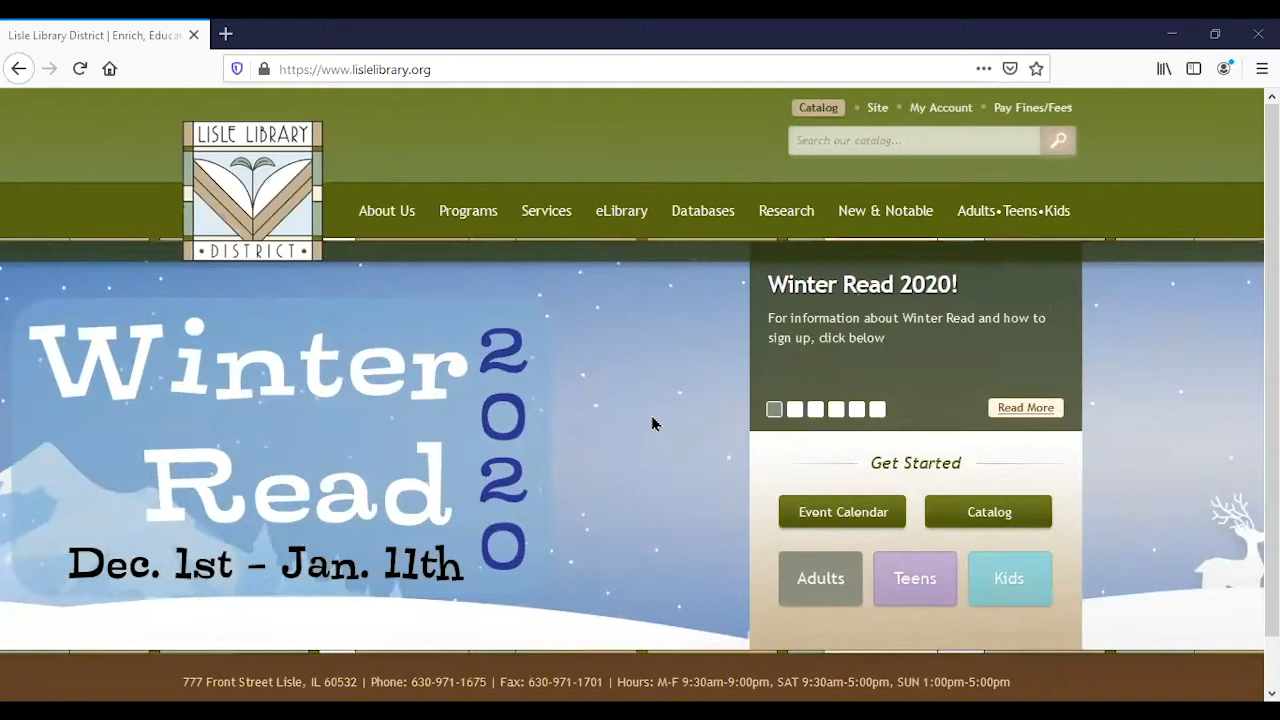 Lisle Library District | Enrich, Educa
https://www.lislelibrary.org
Catalog • Site • My Account • Pay Fines/Fees
Search our catalog...
LISLE LIBRARY
•DISTRICT•
About Us Programs Services eLibrary Databases Research New & Notable Adults•Teens•Kids
Winter Read 2020!
For information about Winter Read and how to
sign up, click below
Read More
Winter
Read
2020
Dec. 1st - Jan. 11th
Get Started
Event Calendar Catalog
Adults Teens Kids
777 Front Street Lisle, IL 60532 | Phone: 630-971-1675 | Fax: 630-971-1701 | Hours: M-F 9:30am-9:00pm, SAT 9:30am-5:00pm, SUN 1:00pm-5:00pm